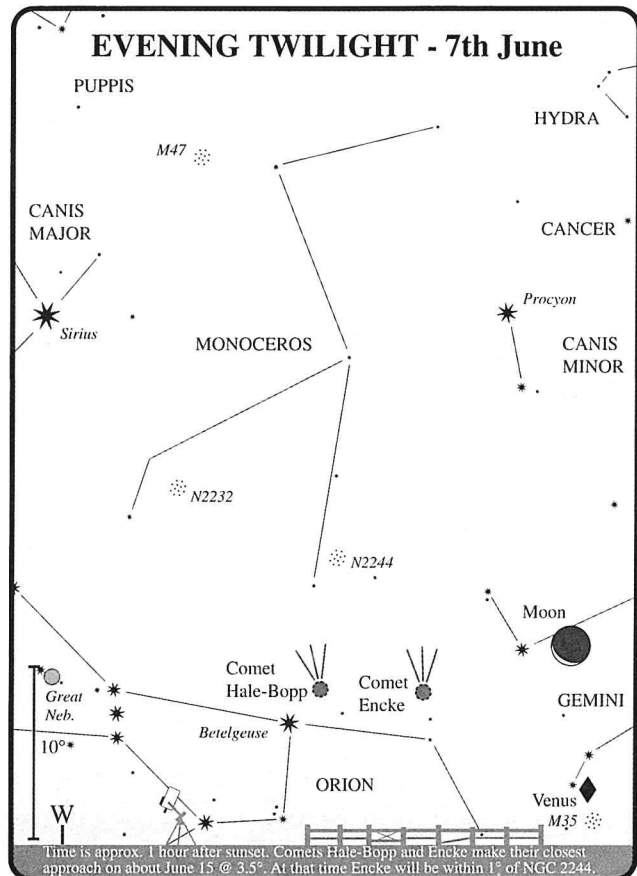 EVENING TWILIGHT - 7th June
PUPPIS
HYDRA
M47
CANIS
MAJOR
CANCER
Sirius
Procyon
MONOCEROS
CANIS
MINOR
N2232
N2244
Moon
Comet
Hale-Bopp
Comet
Encke
Great
Neb.
GEMINI
Betelgeuse
10°
ORION
Venus
M35
W
Time is approx. 1 hour after sunset. Comets Hale-Bopp and Encke make their closest
approach on about June 15 @ 3.5°. At that time Encke will be within 1° of NGC 2244.